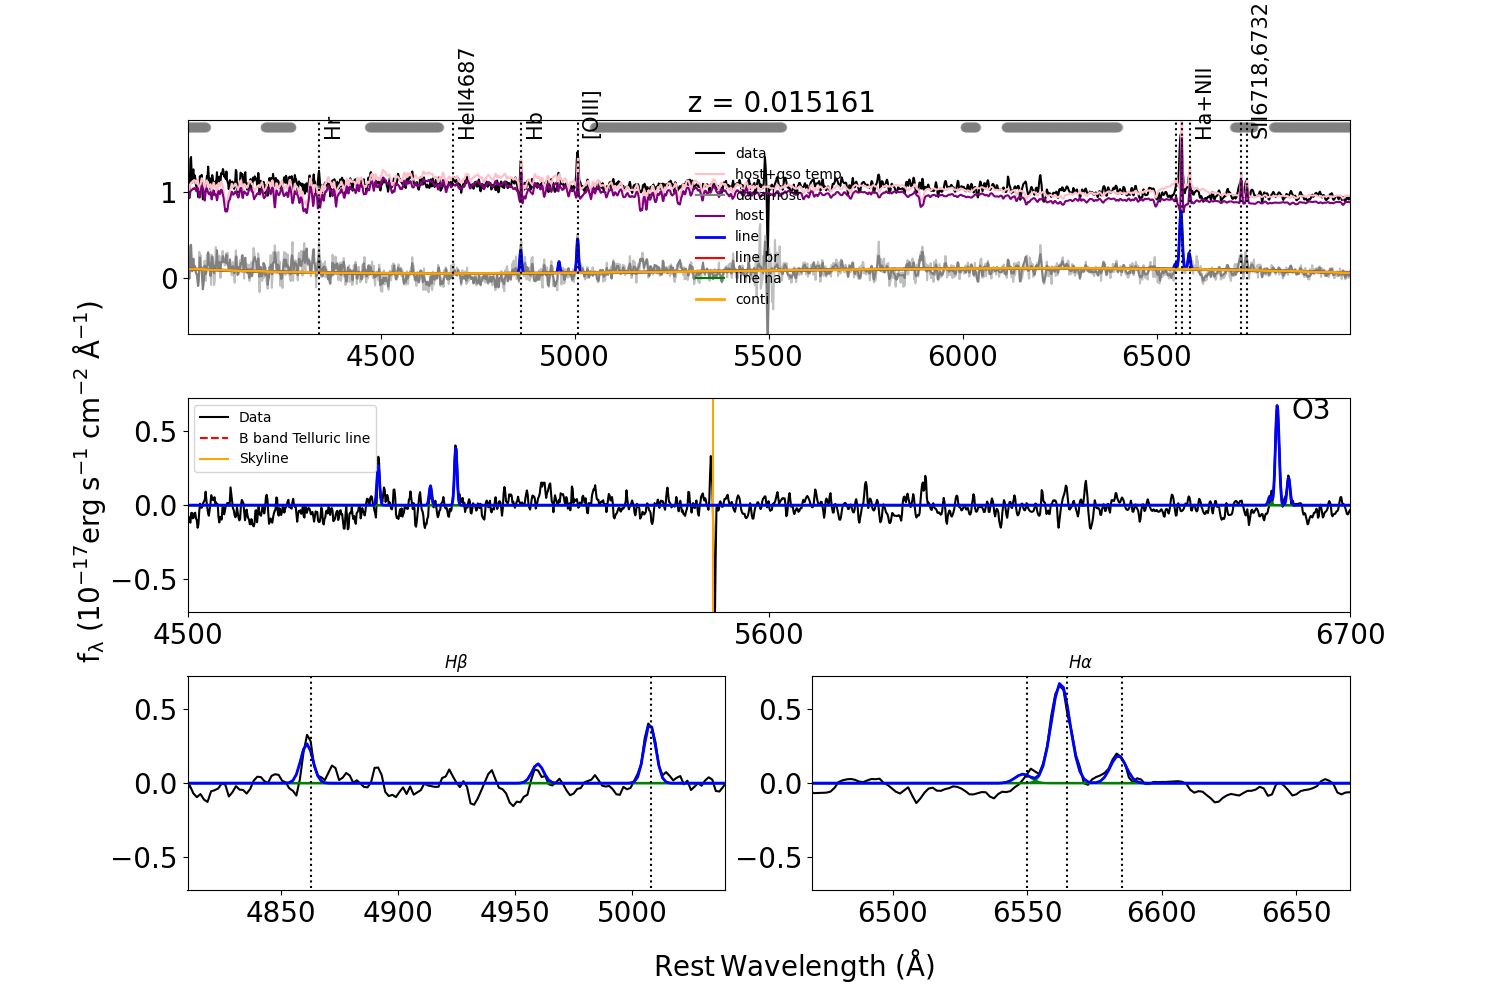 z = 0.015161
Hr
HeII4687
Hb
[OIII]
Ha+NII
SII6718,6732
data
host+qso temp
data-host
host
line
line br
line na
conti
1
0
4500
5000
5500
6000
6500
fλ (10−17erg s−1 cm−2 Å−1)
Data
B band Telluric line
Skyline
O3
0.5
0.0
−0.5
4500
5600
6700
Hβ
0.5
0.0
−0.5
4850
4900
4950
5000
Hα
0.5
0.0
−0.5
6500
6550
6600
6650
Rest Wavelength (Å)